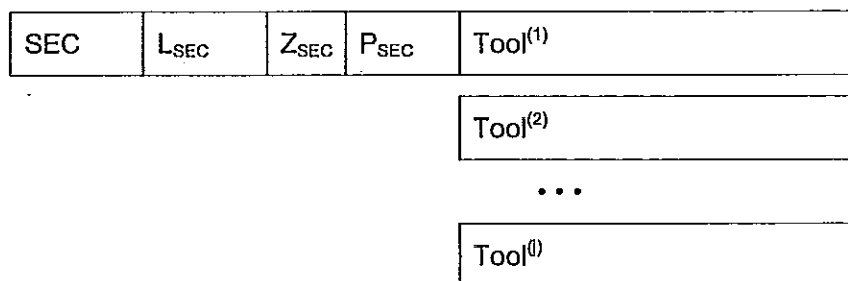 SEC L_SEC Z_SEC P_SEC Tool^(1)
Tool^(2)
• • •
Tool^(j)